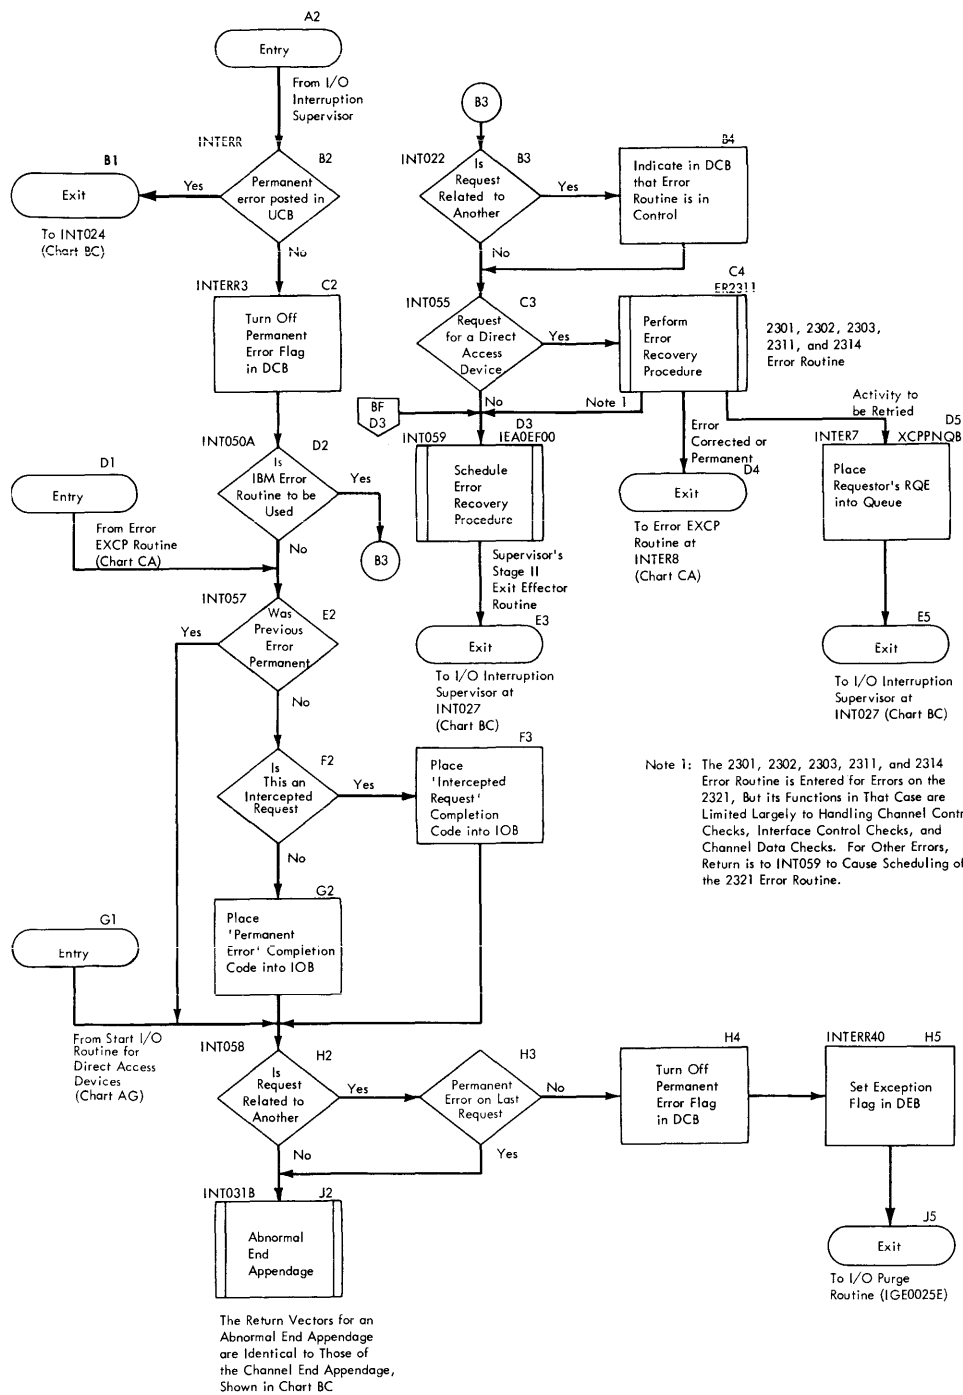 A2
Entry
From I/O
Interruption
Supervisor
INTERR
B1
B2
Exit
Yes
Permanent
error posted in
UCB
To INT024
(Chart BC)
No
INTERR3
C2
Turn Off
Permanent
Error Flag
in DCB
INT050A
D2
Is
IBM Error
Routine to be
Used
Yes
B3
No
D1
Entry
From Error
EXCP Routine
(Chart CA)
INT057
E2
Was
Previous
Error
Permanent
Yes
No
F2
Is
This an
Intercepted
Request
Yes
No
F3
Place
'Intercepted
Request'
Completion
Code into IOB
G2
Place
'Permanent
Error' Completion
Code into IOB
G1
Entry
From Start I/O
Routine for
Direct Access
Devices
(Chart AG)
INT058
H2
Is
Request
Related to
Another
Yes
No
H3
Permanent
Error on Last
Request
No
Yes
H4
Turn Off
Permanent
Error Flag
in DCB
INTERR40
H5
Set Exception
Flag in DEB
J5
Exit
To I/O Purge
Routine (IGE0025E)
INT031B
J2
Abnormal
End
Appendage
The Return Vectors for an
Abnormal End Appendage
are Identical to Those of
the Channel End Appendage,
Shown in Chart BC
B3
INT022
B3
Is
Request
Related to
Another
Yes
No
B4
Indicate in DCB
that Error
Routine is in
Control
INT055
C3
Request
for a Direct
Access
Device
Yes
No
C4
ER2311
Perform
Error
Recovery
Procedure
2301, 2302, 2303,
2311, and 2314
Error Routine
Note 1
BF
D3
INT059
D3
IEA0EF00
Schedule
Error
Recovery
Procedure
Supervisor's
Stage II
Exit Effector
Routine
E3
Exit
To I/O Interruption
Supervisor at
INT027
(Chart BC)
Error
Corrected or
Permanent
D4
Exit
To Error EXCP
Routine at
INTER8
(Chart CA)
Activity to
be Retried
D5
INTER7
XCPPNQB
Place
Requestor's RQE
into Queue
E5
Exit
To I/O Interruption
Supervisor at
INT027 (Chart BC)
Note 1: The 2301, 2302, 2303, 2311, and 2314
Error Routine is Entered for Errors on the
2321, But its Functions in That Case are
Limited Largely to Handling Channel Contr
Checks, Interface Control Checks, and
Channel Data Checks. For Other Errors,
Return is to INT059 to Cause Scheduling of
the 2321 Error Routine.